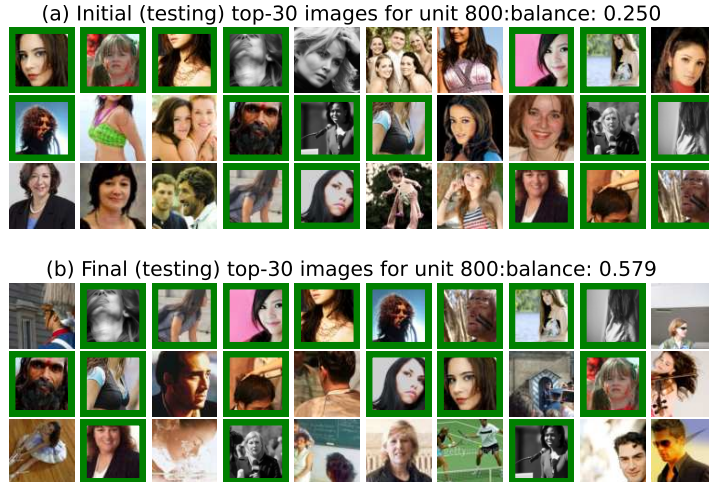 (a) Initial (testing) top-30 images for unit 800:balance: 0.250
(b) Final (testing) top-30 images for unit 800:balance: 0.579